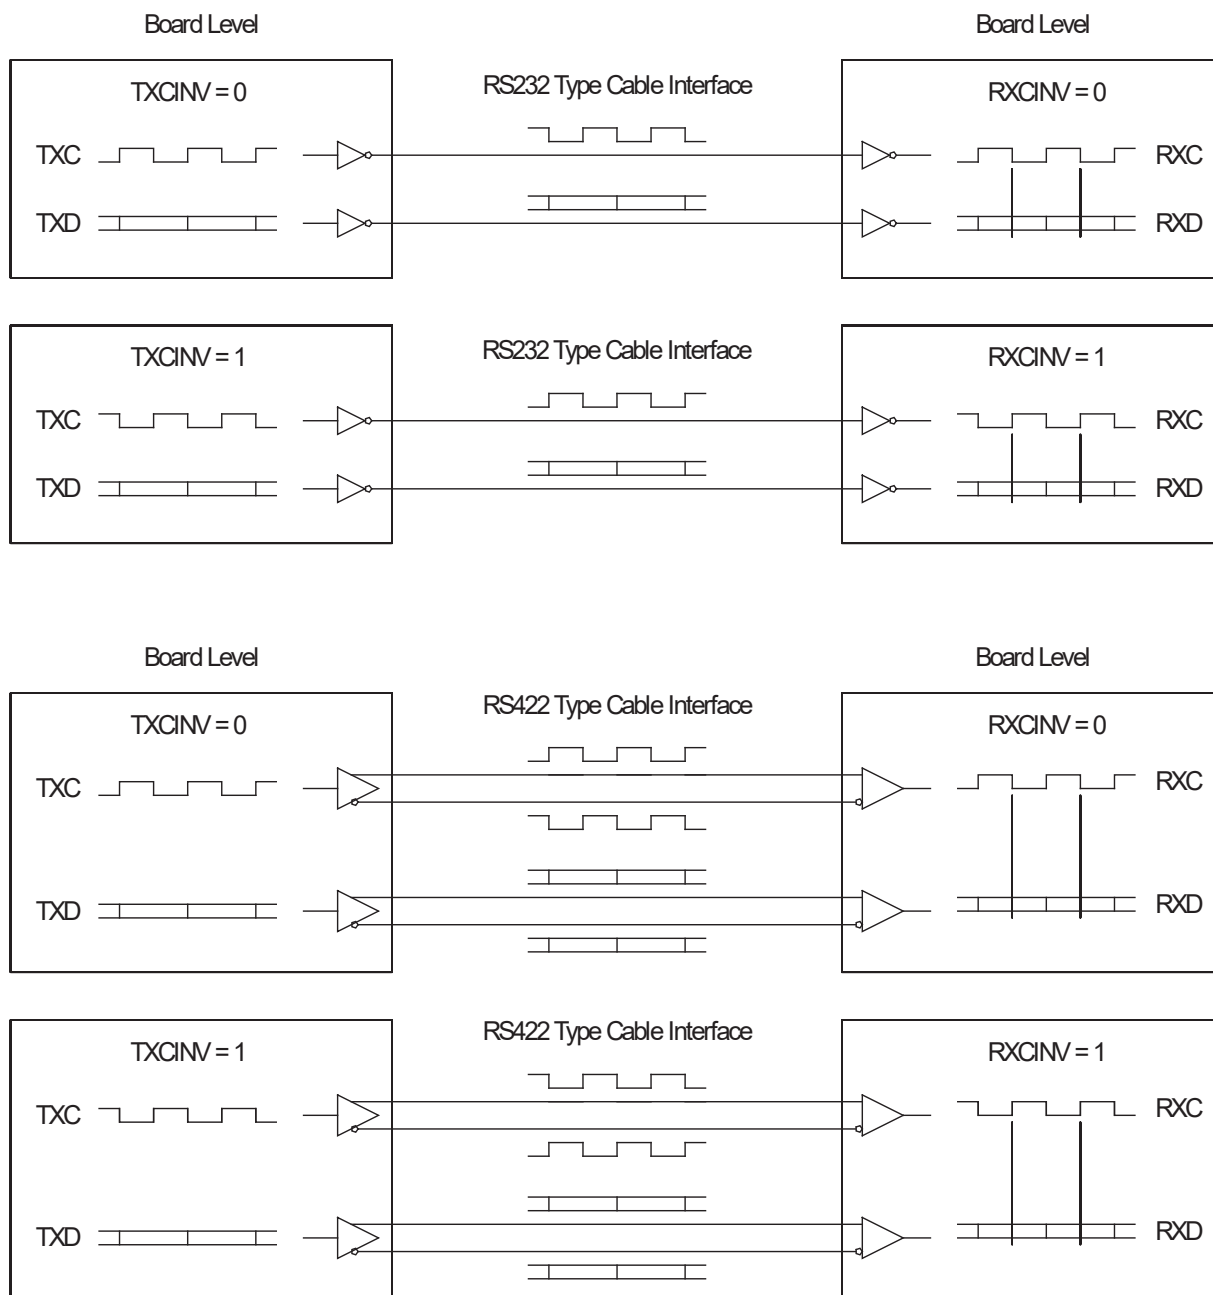 Board Level
Board Level
TXCINV = 0
RS232 Type Cable Interface
RXCINV = 0
TXC
RXC
TXD
RXD
TXCINV = 1
RS232 Type Cable Interface
RXCINV = 1
TXC
RXC
TXD
RXD
Board Level
Board Level
TXCINV = 0
RS422 Type Cable Interface
RXCINV = 0
TXC
RXC
TXD
RXD
TXCINV = 1
RS422 Type Cable Interface
RXCINV = 1
TXC
RXC
TXD
RXD